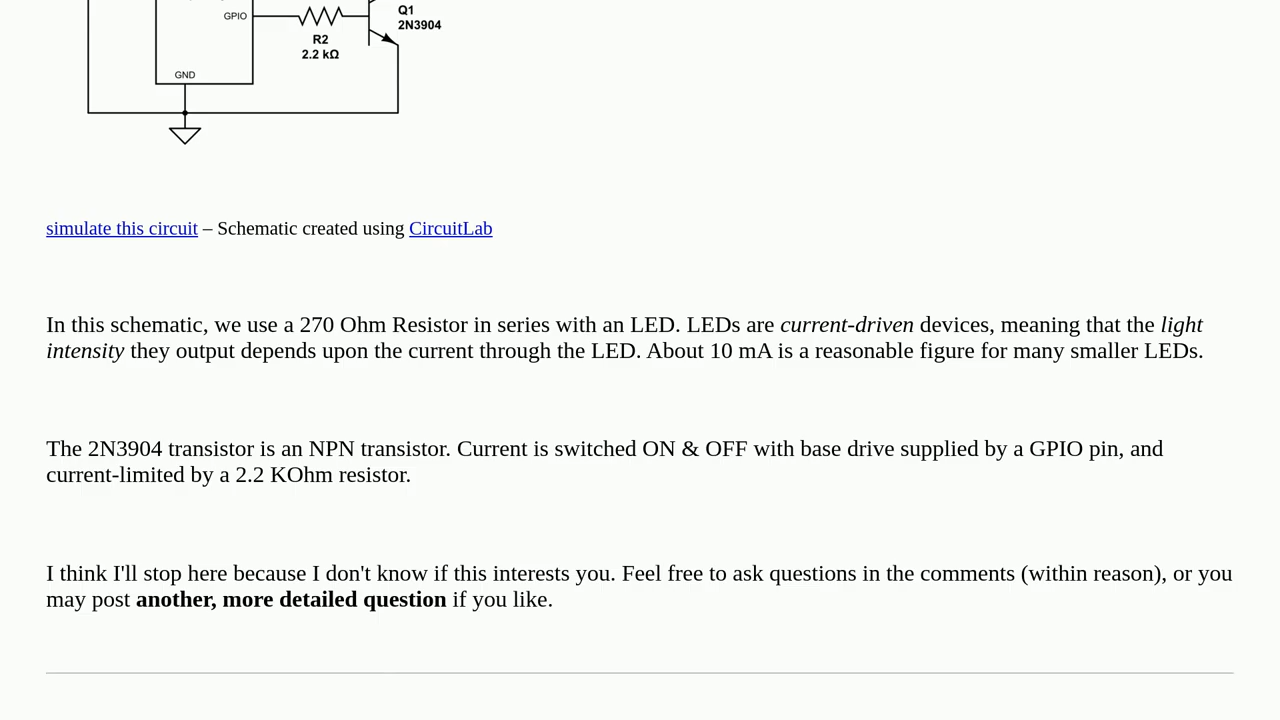 GPIO
Q1
2N3904
R2
2.2 kΩ
GND
simulate this circuit – Schematic created using CircuitLab
In this schematic, we use a 270 Ohm Resistor in series with an LED. LEDs are current-driven devices, meaning that the light
intensity they output depends upon the current through the LED. About 10 mA is a reasonable figure for many smaller LEDs.
The 2N3904 transistor is an NPN transistor. Current is switched ON & OFF with base drive supplied by a GPIO pin, and
current-limited by a 2.2 KOhm resistor.
I think I'll stop here because I don't know if this interests you. Feel free to ask questions in the comments (within reason), or you
may post another, more detailed question if you like.